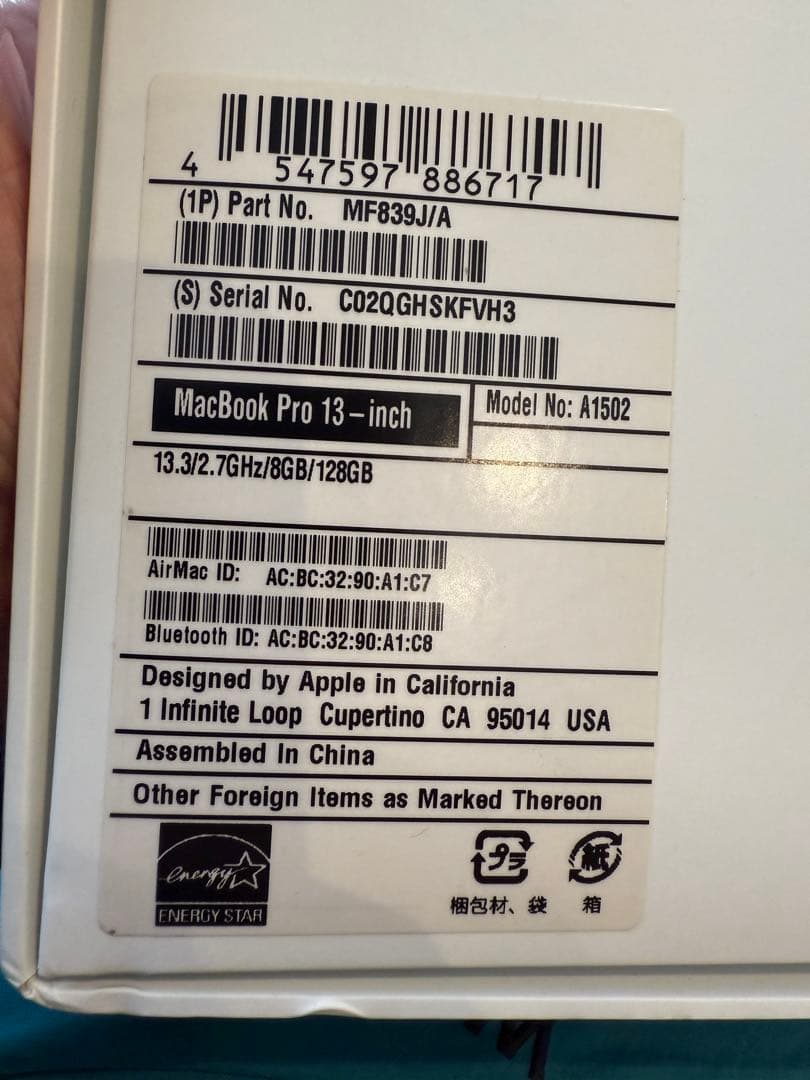 4 547597 886717
(1P) Part No. MF839J/A
(S) Serial No. C02QGHSKFVH3
MacBook Pro 13-inch Model No: A1502
13.3/2.7GHz/8GB/128GB
AirMac ID: AC:BC:32:90:A1:C7
Bluetooth ID: AC:BC:32:90:A1:C8
Designed by Apple in California
1 Infinite Loop Cupertino CA 95014 USA
Assembled In China
Other Foreign Items as Marked Thereon
energy
ENERGY STAR
プラ 紙
梱包材、袋 箱